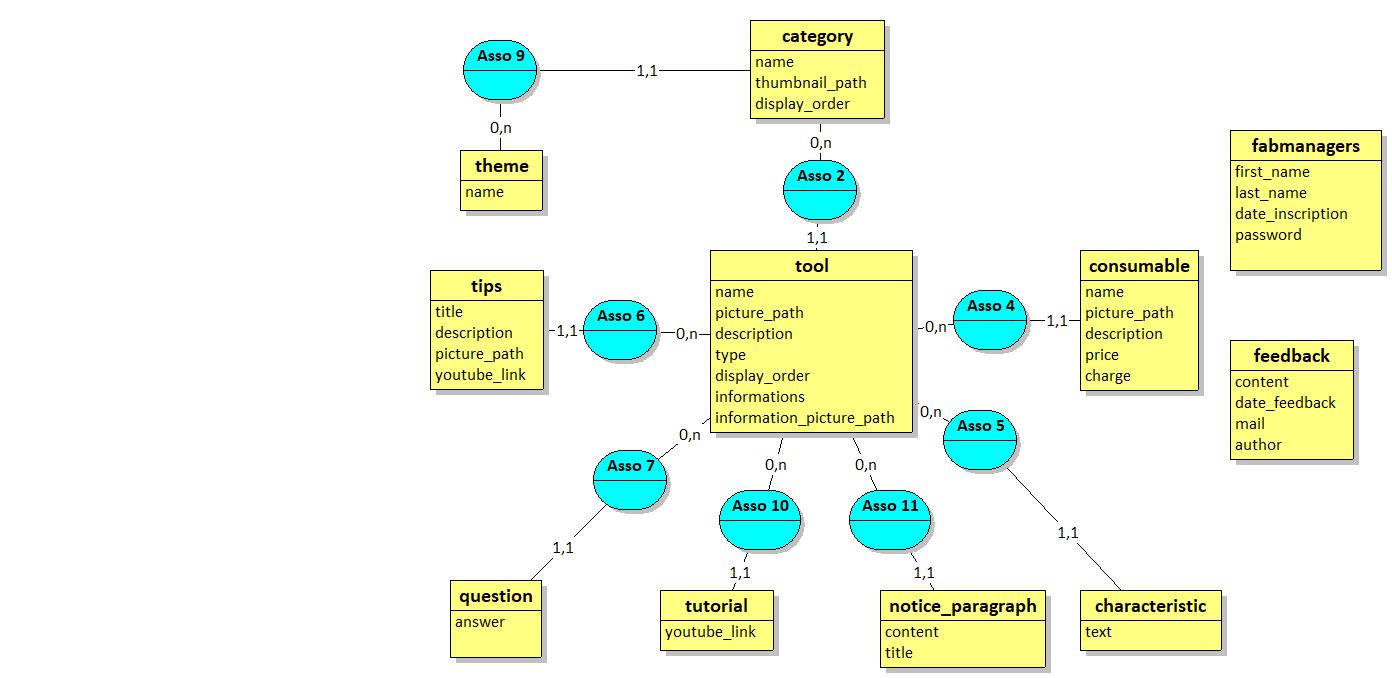 category
name
thumbnail_path
display_order
Asso 9
1,1
0,n
theme
name
0,n
Asso 2
1,1
fabmanagers
first_name
last_name
date_inscription
password
tool
name
picture_path
description
type
display_order
informations
information_picture_path
consumable
name
picture_path
description
price
charge
tips
title
description
picture_path
youtube_link
1,1
Asso 6
0,n
0,n
Asso 4
1,1
feedback
content
date_feedback
mail
author
0,n
Asso 5
1,1
0,n
Asso 7
1,1
0,n
Asso 10
1,1
0,n
Asso 11
1,1
question
answer
tutorial
youtube_link
notice_paragraph
content
title
characteristic
text